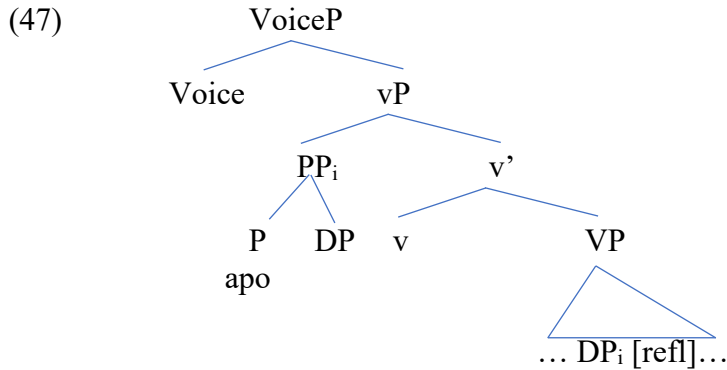 (47) VoiceP
Voice vP
PPᵢ v’
P DP v VP
apo
… DPᵢ [refl]…